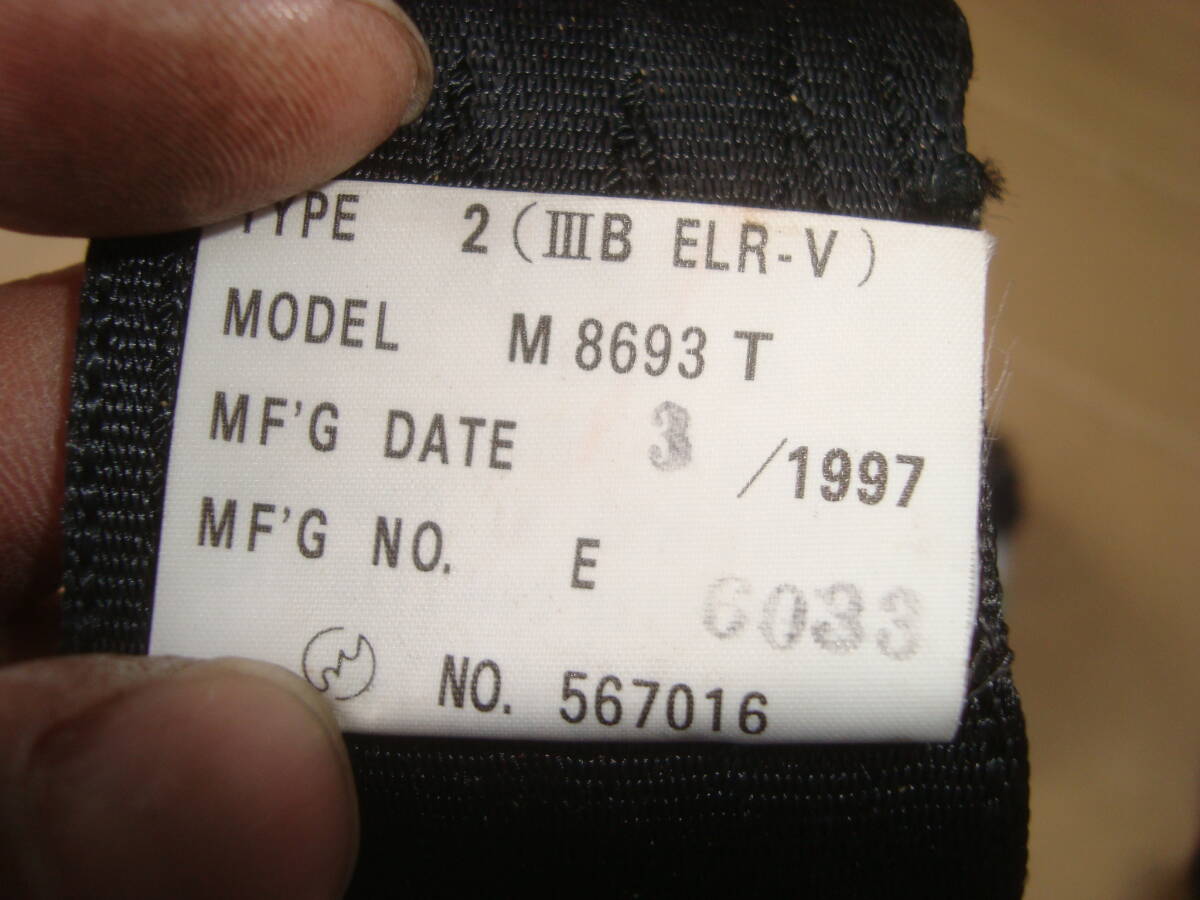 TYPE 2 (IIIB ELR-V)
MODEL M 8693 T
MF'G DATE 3 /1997
MF'G NO. E 6033
NO. 567016